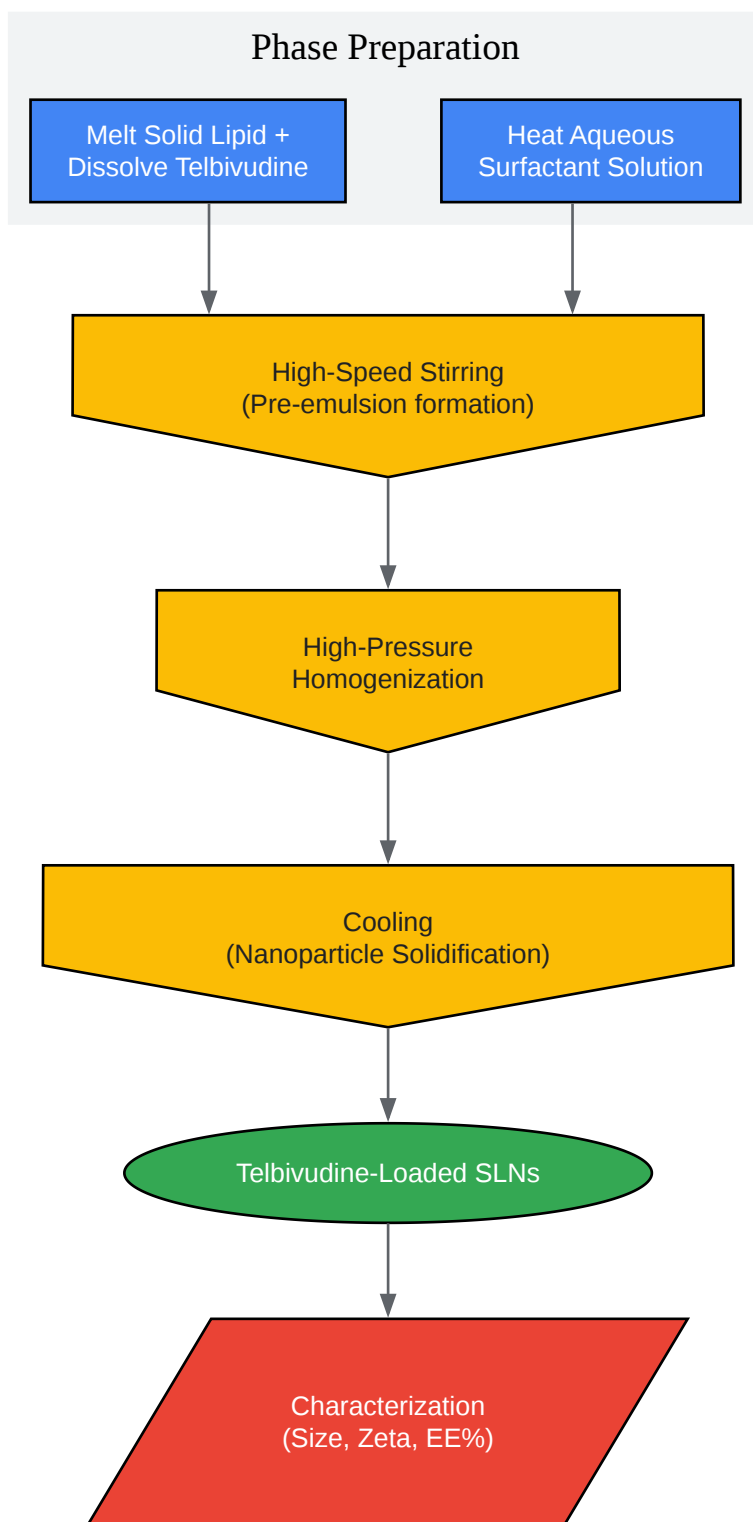 Phase Preparation
Melt Solid Lipid +
Dissolve Telbivudine
Heat Aqueous
Surfactant Solution
High-Speed Stirring
(Pre-emulsion formation)
High-Pressure
Homogenization
Cooling
(Nanoparticle Solidification)
Telbivudine-Loaded SLNs
Characterization
(Size, Zeta, EE%)